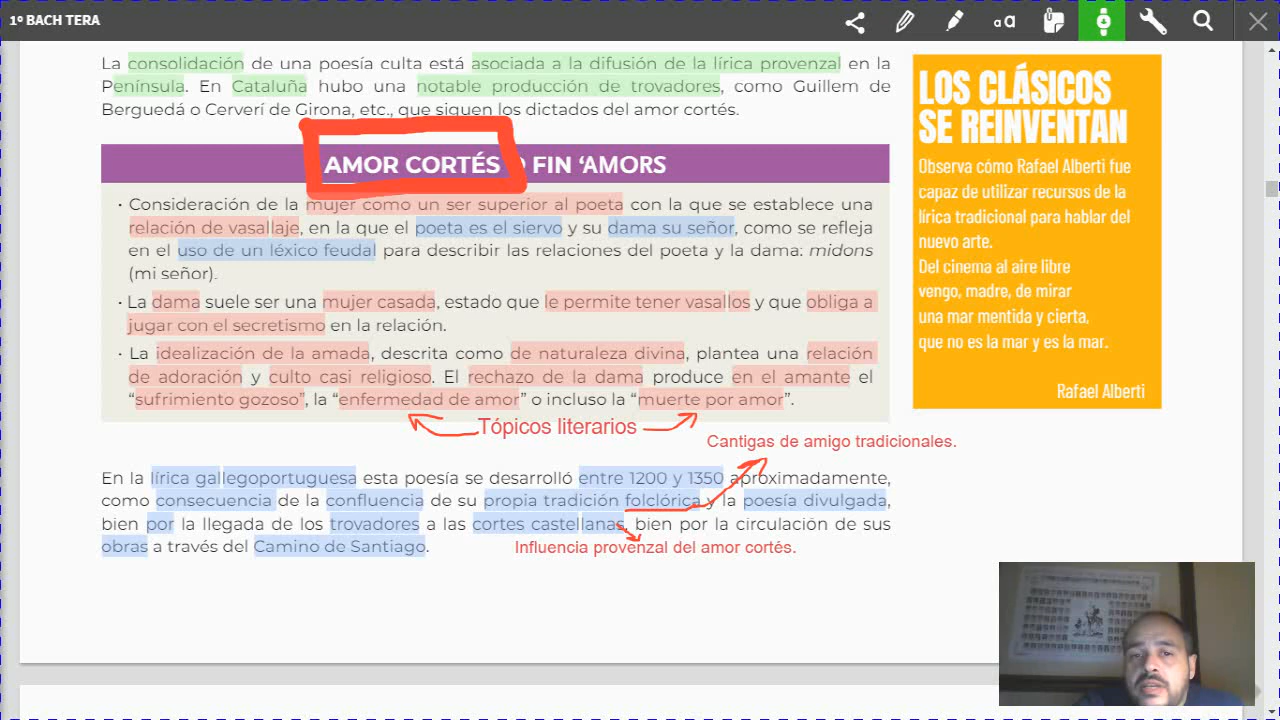 1º BACH TERA
aa
La consolidación de una poesía culta está asociada a la difusión de la lírica provenzal en la
Península. En Cataluña hubo una notable producción de trovadores, como Guillem de
Berguedá o Cerverí de Girona, etc., que siguen los dictados del amor cortés.
AMOR CORTÉS O FIN ‘AMORS
· Consideración de la mujer como un ser superior al poeta con la que se establece una
relación de vasallaje, en la que el poeta es el siervo y su dama su señor, como se refleja
en el uso de un léxico feudal para describir las relaciones del poeta y la dama: midons
(mi señor).
· La dama suele ser una mujer casada, estado que le permite tener vasallos y que obliga a
jugar con el secretismo en la relación.
· La idealización de la amada, descrita como de naturaleza divina, plantea una relación
de adoración y culto casi religioso. El rechazo de la dama produce en el amante el
“sufrimiento gozoso”, la “enfermedad de amor” o incluso la “muerte por amor”.
Tópicos literarios
Cantigas de amigo tradicionales.
En la lírica gallegoportuguesa esta poesía se desarrolló entre 1200 y 1350 aproximadamente,
como consecuencia de la confluencia de su propia tradición folclórica y la poesía divulgada,
bien por la llegada de los trovadores a las cortes castellanas, bien por la circulación de sus
obras a través del Camino de Santiago.
Influencia provenzal del amor cortés.
LOS CLÁSICOS
SE REINVENTAN
Observa cómo Rafael Alberti fue
capaz de utilizar recursos de la
lírica tradicional para hablar del
nuevo arte.
Del cinema al aire libre
vengo, madre, de mirar
una mar mentida y cierta,
que no es la mar y es la mar.
Rafael Alberti